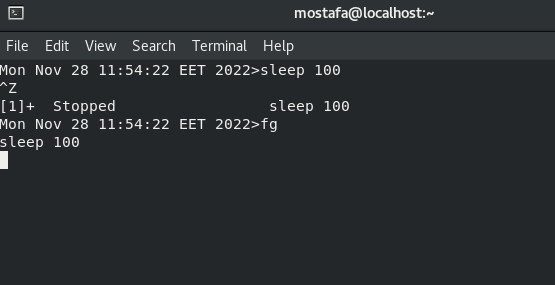 mostafa@localhost:~
File Edit View Search Terminal Help
Mon Nov 28 11:54:22 EET 2022>sleep 100
^Z
[1]+  Stopped                 sleep 100
Mon Nov 28 11:54:22 EET 2022>fg
sleep 100